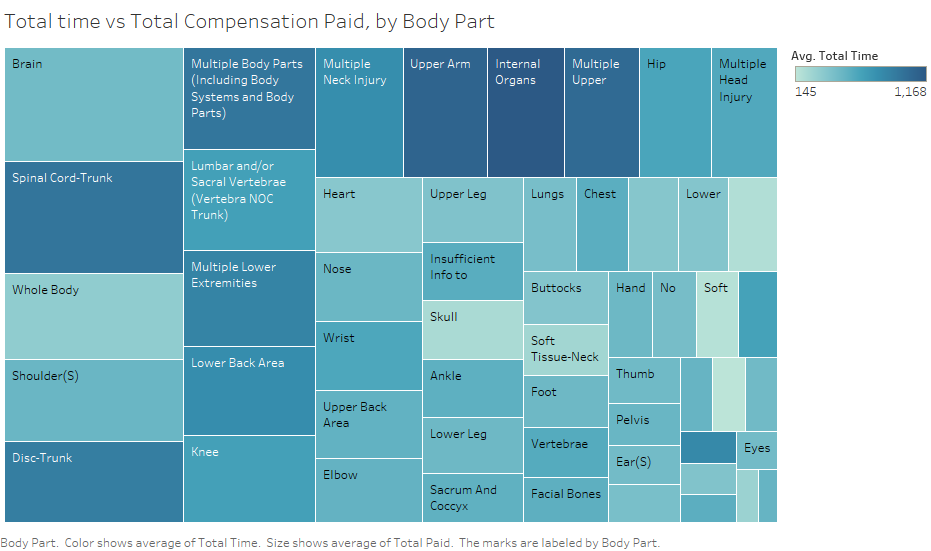 Total time vs Total Compensation Paid, by Body Part
Brain
Spinal Cord-Trunk
Whole Body
Shoulder(S)
Disc-Trunk
Multiple Body Parts
(Including Body
Systems and Body
Parts)
Lumbar and/or
Sacral Vertebrae
(Vertebra NOC
Trunk)
Multiple Lower
Extremities
Lower Back Area
Knee
Multiple
Neck Injury
Upper Arm
Internal
Organs
Multiple
Upper
Hip
Multiple
Head
Injury
Heart
Nose
Wrist
Upper Back
Area
Elbow
Upper Leg
Insufficient
Info to
Skull
Ankle
Lower Leg
Sacrum And
Coccyx
Lungs
Chest
Lower
Buttocks
Soft
Tissue-Neck
Foot
Vertebrae
Facial Bones
Hand
No
Soft
Thumb
Pelvis
Ear(S)
Eyes
Avg. Total Time
145
1,168
Body Part.  Color shows average of Total Time.  Size shows average of Total Paid.  The marks are labeled by Body Part.